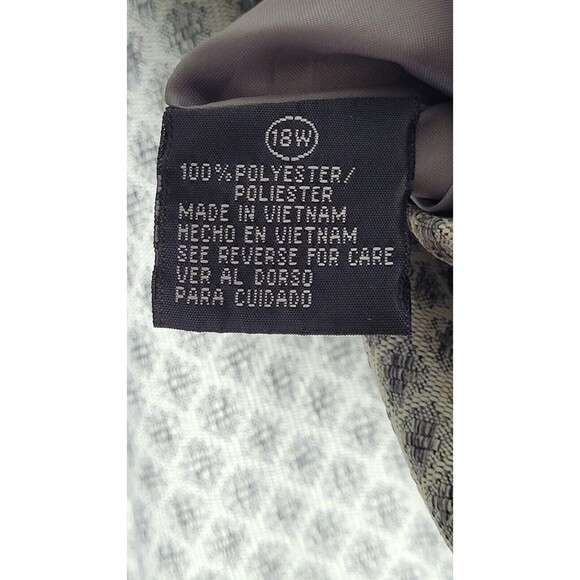 18W
100% POLYESTER/
POLIESTER
MADE IN VIETNAM
HECHO EN VIETNAM
SEE REVERSE FOR CARE
VER AL DORSO
PARA CUIDADO